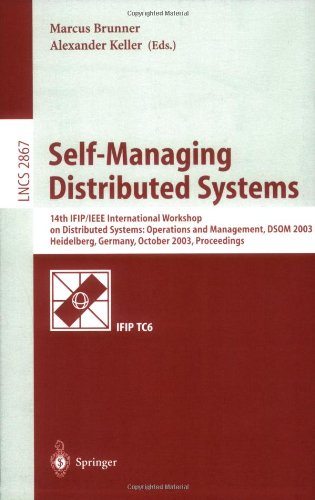 Marcus Brunner
Alexander Keller (Eds.)
LNCS 2867
Self-Managing
Distributed Systems
14th IFIP/IEEE International Workshop
on Distributed Systems: Operations and Management, DSOM 2003
Heidelberg, Germany, October 2003, Proceedings
IFIP TC6
Springer